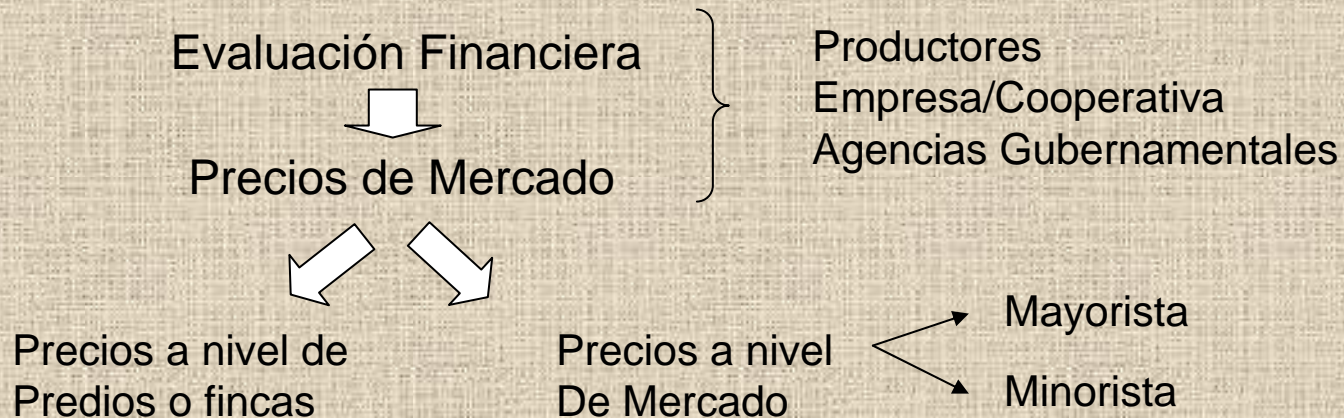 Evaluación Financiera
Precios de Mercado
Productores
Empresa/Cooperativa
Agencias Gubernamentales
Precios a nivel de
Predios o fincas
Precios a nivel
De Mercado
Mayorista
Minorista